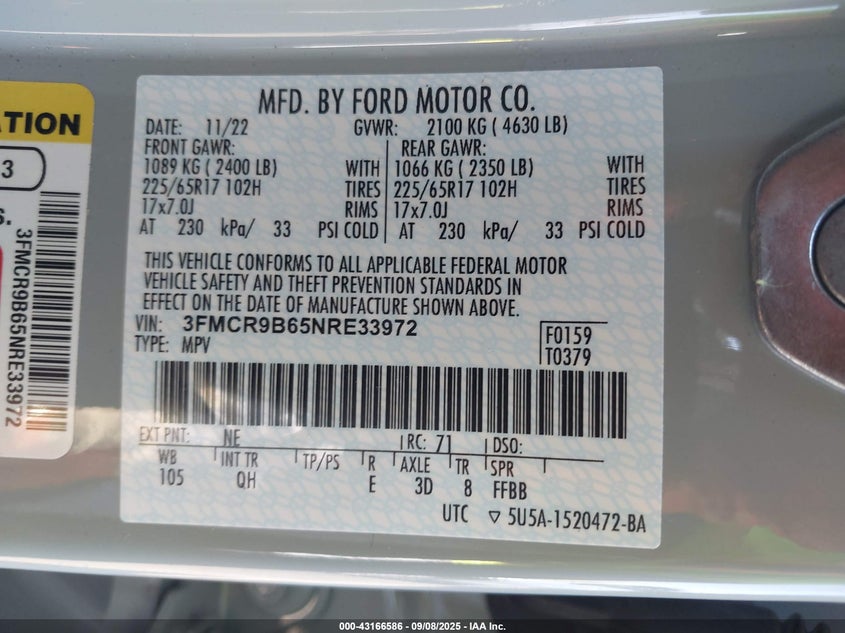 ATION
3
S.
3FMCR9B65NRE33972
MFD. BY FORD MOTOR CO.
DATE: 11/22 GVWR: 2100 KG ( 4630 LB)
FRONT GAWR: REAR GAWR:
1089 KG ( 2400 LB) WITH 1066 KG ( 2350 LB) WITH
225/65R17 102H TIRES 225/65R17 102H TIRES
17x7.0J RIMS 17x7.0J RIMS
AT 230 kPa/ 33 PSI COLD AT 230 kPa/ 33 PSI COLD
THIS VEHICLE CONFORMS TO ALL APPLICABLE FEDERAL MOTOR
VEHICLE SAFETY AND THEFT PREVENTION STANDARDS IN
EFFECT ON THE DATE OF MANUFACTURE SHOWN ABOVE.
VIN: 3FMCR9B65NRE33972 F0159
TYPE: MPV T0379
EXT PNT: NE RC: 71 DSO:
WB INT TR TP/PS R AXLE TR SPR
105 QH E 3D 8 FFBB
UTC ▽ 5U5A-1520472-BA
000-43166586 - 09/08/2025 - IAA Inc.